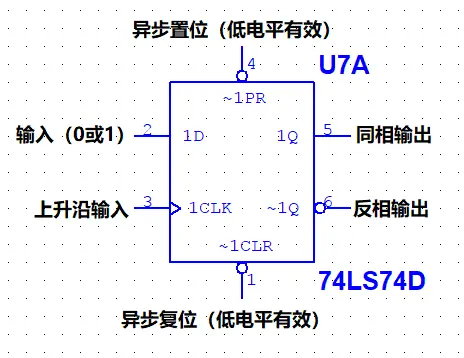 异步置位（低电平有效）
4
U7A
~1PR
输入（0或1）
2
1D
1Q
5
同相输出
上升沿输入
3
1CLK
~1Q
6
反相输出
~1CLR
1
74LS74D
异步复位（低电平有效）